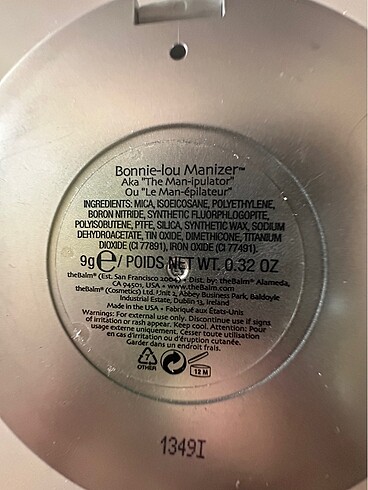 Bonnie-lou Manizer™
Aka "The Man-ipulator"
Ou "Le Man-épilateur"
INGREDIENTS: MICA, ISOEICOSANE, POLYETHYLENE,
BORON NITRIDE, SYNTHETIC FLUORPHLOGOPITE,
POLYISOBUTENE, PTFE, SILICA, SYNTHETIC WAX, SODIUM
DEHYDROACETATE, TIN OXIDE, DIMETHICONE, TITANIUM
DIOXIDE (CI 77891), IRON OXIDE (CI 77491).
9g℮/ POIDS NET WT. 0.32 OZ
theBalm® (Est. San Francisco • Dist. by: theBalm® Alameda,
CA 94501, USA • www.theBalm.com
theBalm® (Cosmetics) Ltd. Unit 2, Abbey Business Park, Baldoyle
Industrial Estate, Dublin 13, Ireland
Made in the USA • Fabriqué aux États-Unis
Warnings: For external use only. Discontinue use if signs
of irritation or rash appear. Keep cool. Attention: Pour
usage externe uniquement. Cesser toute utilisation
en cas d'irritation ou d'éruption cutanée.
Garder dans un endroit frais.
7
OTHER
12 M
1349I